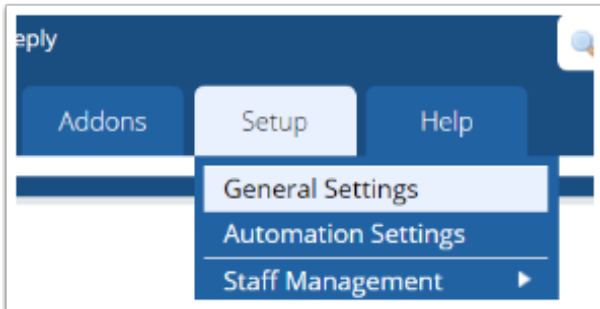 eply
Addons Setup Help
General Settings
Automation Settings
Staff Management